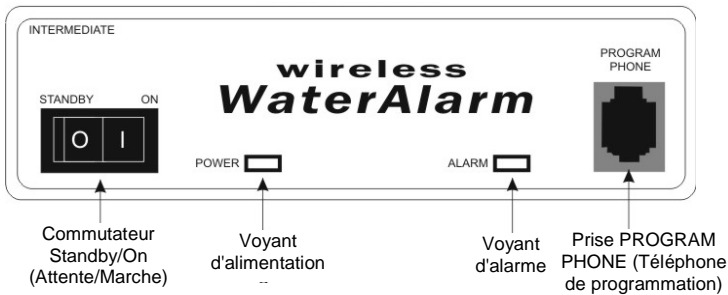 INTERMEDIATE
wireless
WaterAlarm
PROGRAM
PHONE
STANDBY ON
O I
POWER
ALARM
Commutateur
Standby/On
(Attente/Marche)
Voyant
d'alimentation
--
Voyant
d'alarme
Prise PROGRAM
PHONE (Téléphone
de programmation)